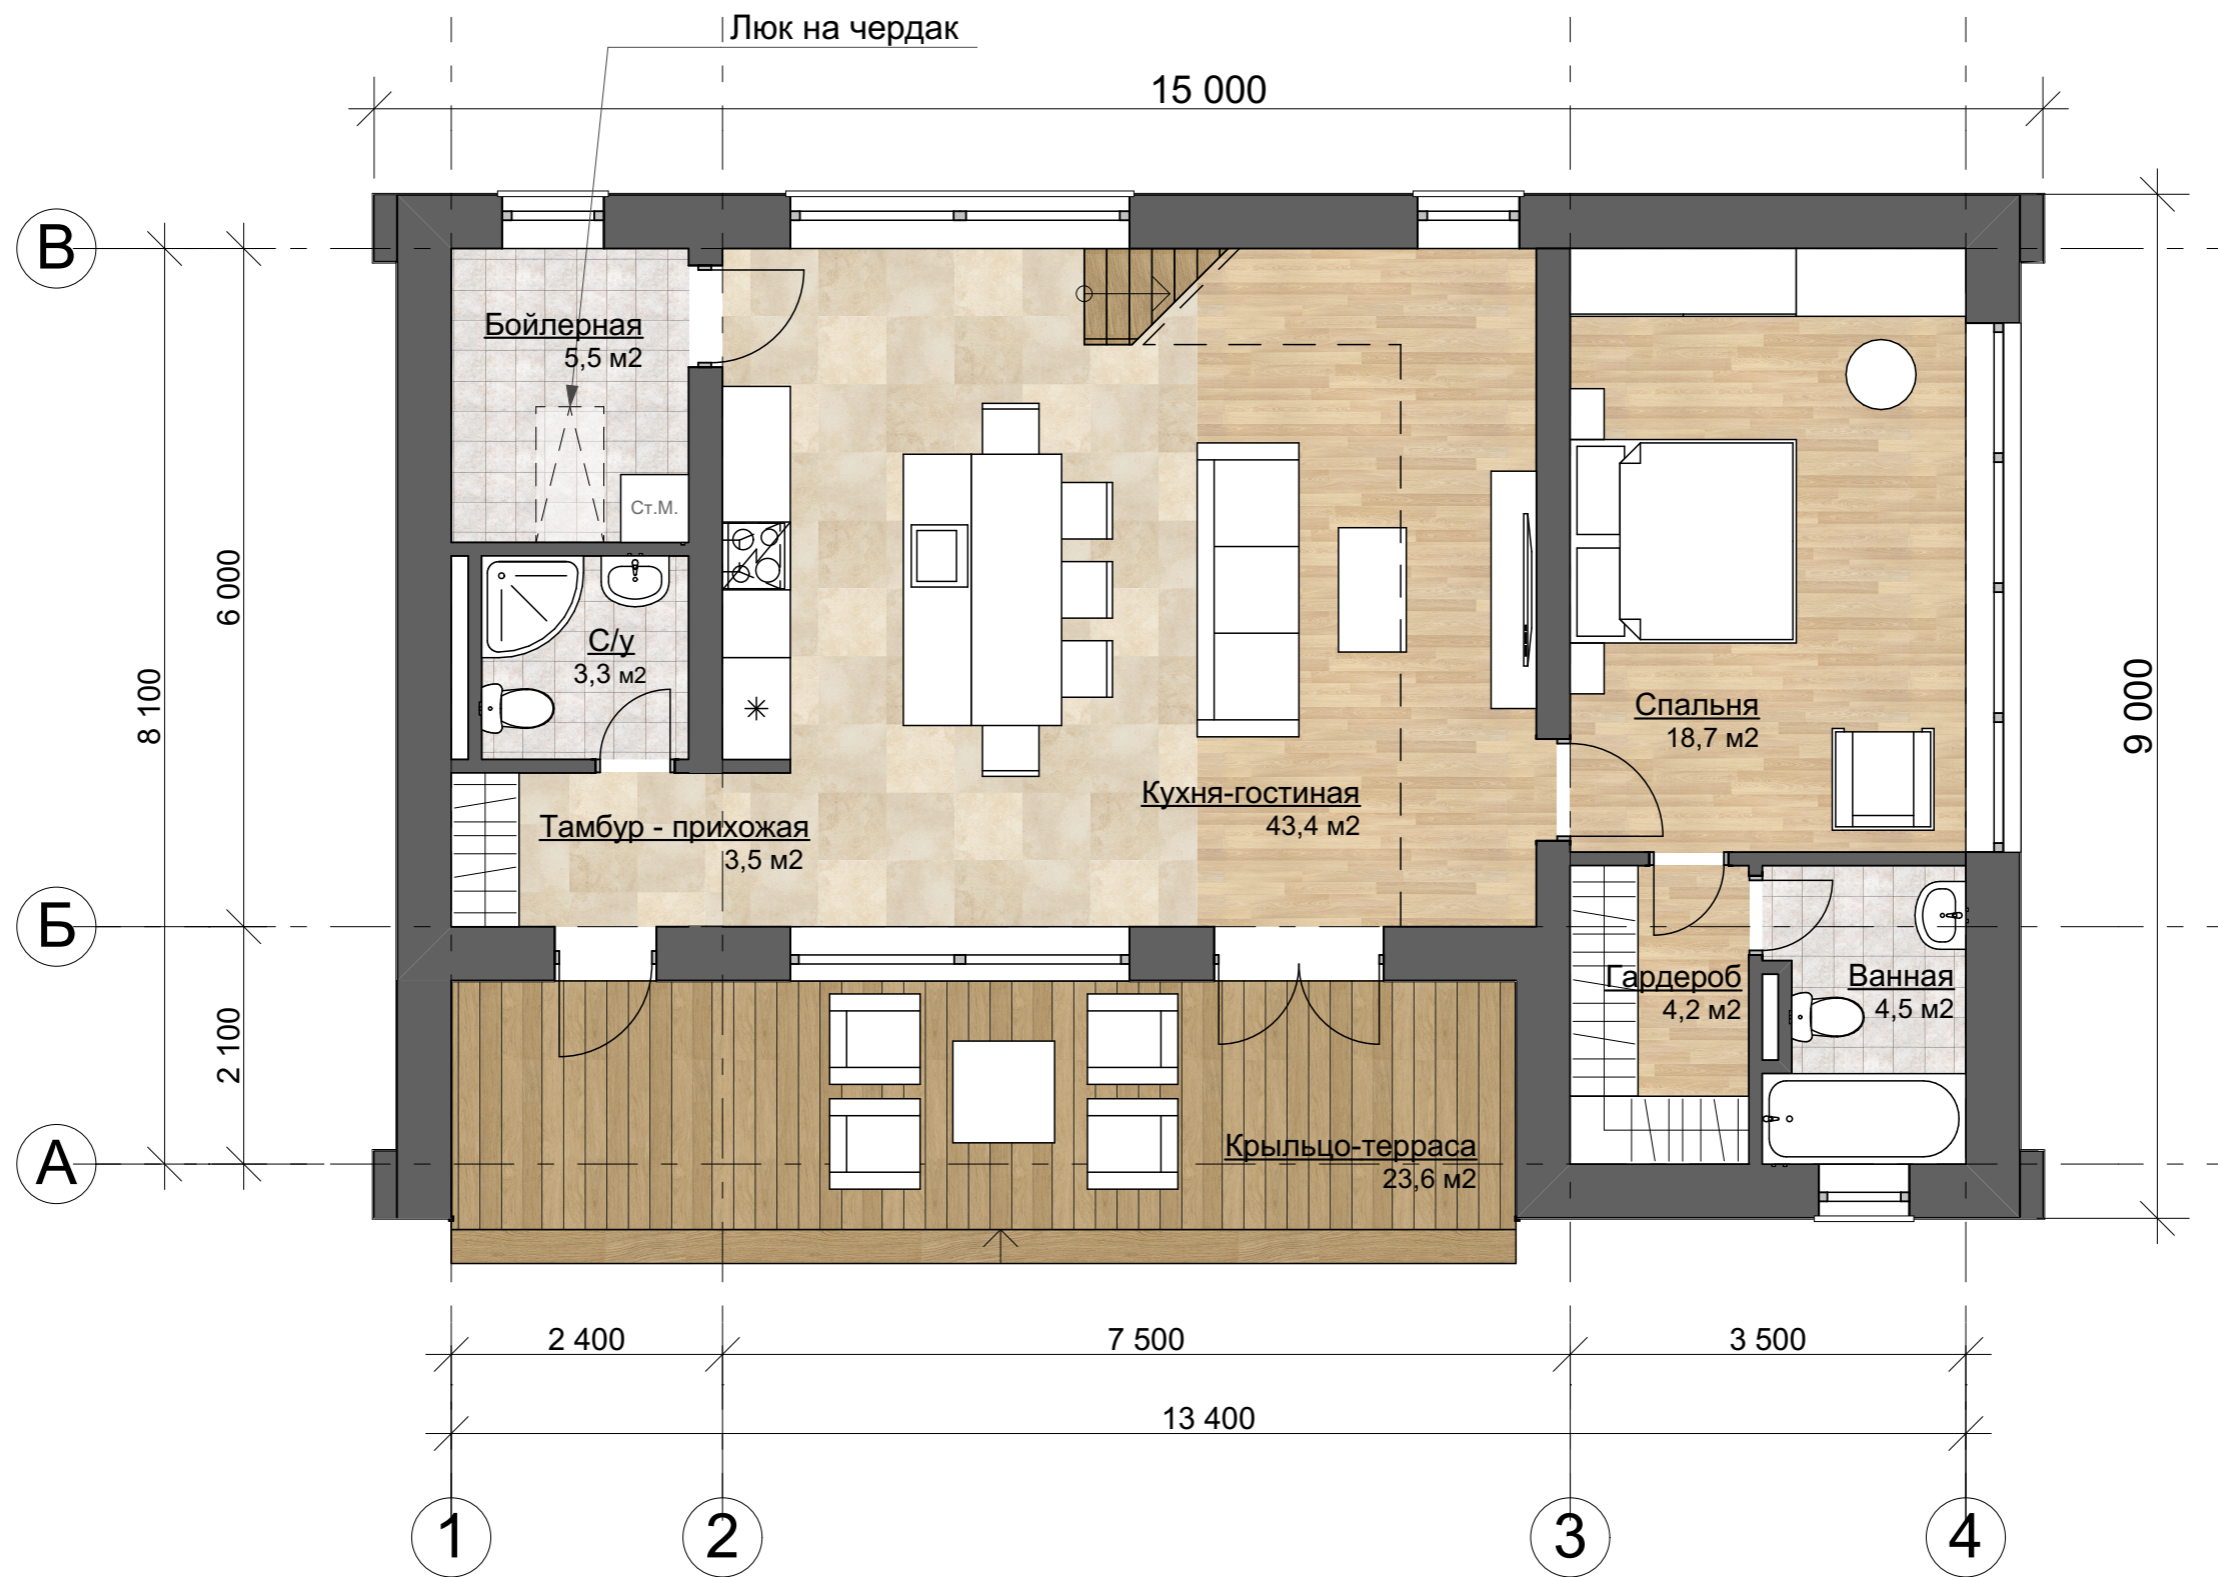 Люк на чердак
15 000
В
Бойлерная
5,5 м2
Ст.М.
6 000
8 100
С/у
3,3 м2
Спальня
18,7 м2
9 000
Кухня-гостиная
43,4 м2
Тамбур - прихожая
3,5 м2
Б
Гардероб
4,2 м2
Ванная
4,5 м2
2 100
Крыльцо-терраса
23,6 м2
А
2 400
7 500
3 500
13 400
1
2
3
4